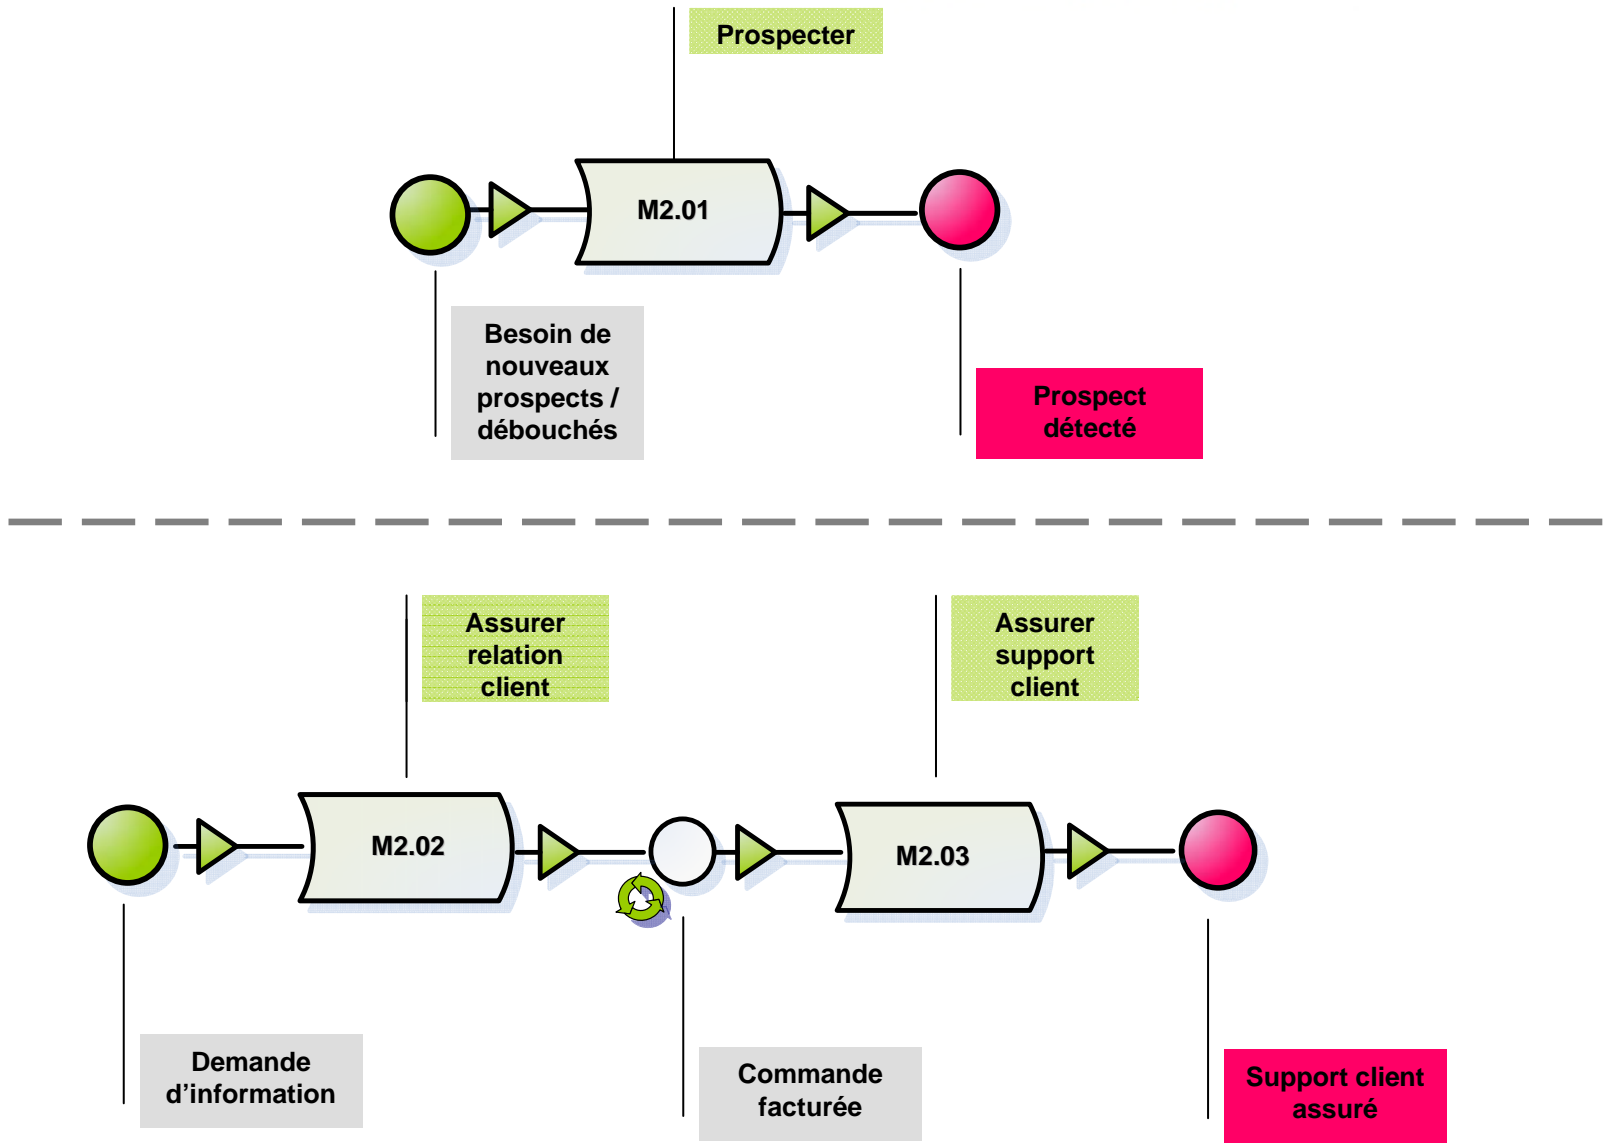 Prospecter
M2.01
Besoin de
nouveaux
prospects /
débouchés
Prospect
détecté
Assurer
relation
client
Assurer
support
client
M2.02
M2.03
Demande
d’information
Commande
facturée
Support client
assuré